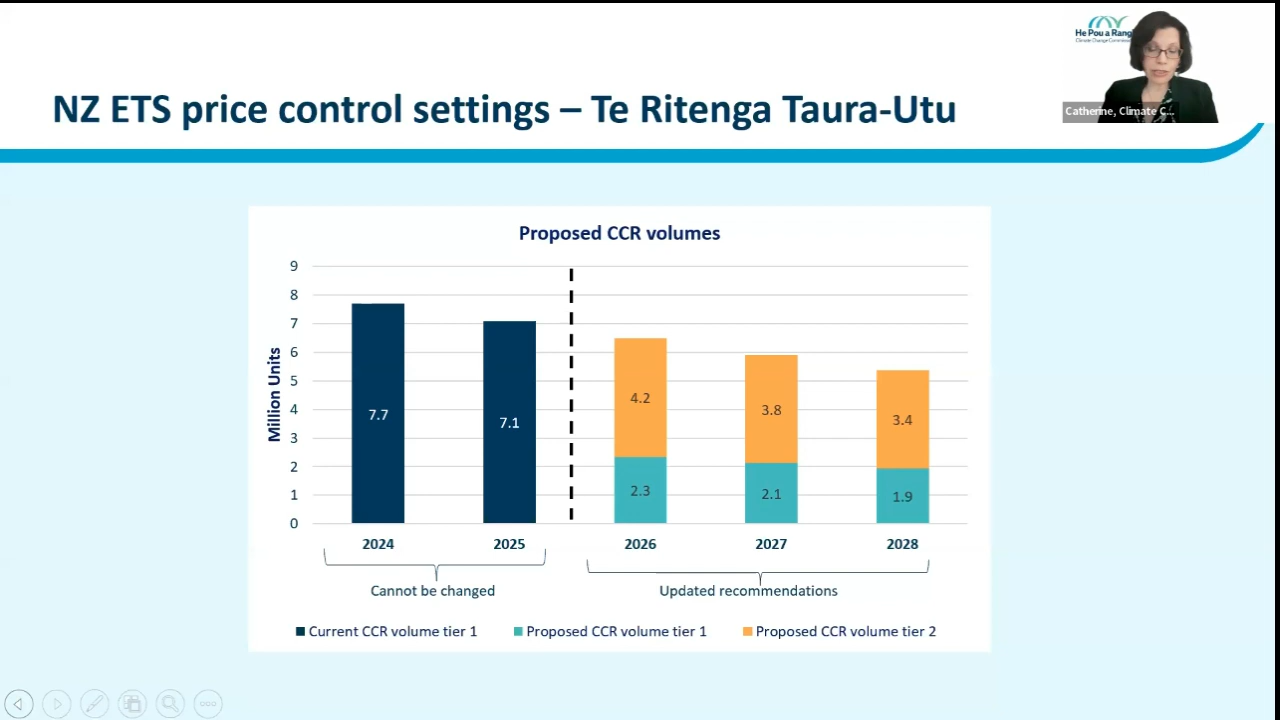 He Pou a Rang
Climate Change Commission
Catherine, Climate C...
NZ ETS price control settings – Te Ritenga Taura-Utu
Proposed CCR volumes
Million Units
9
8
7
6
5
4
3
2
1
0
7.7
7.1
4.2
3.8
3.4
2.3
2.1
1.9
2024
2025
2026
2027
2028
Cannot be changed
Updated recommendations
Current CCR volume tier 1
Proposed CCR volume tier 1
Proposed CCR volume tier 2